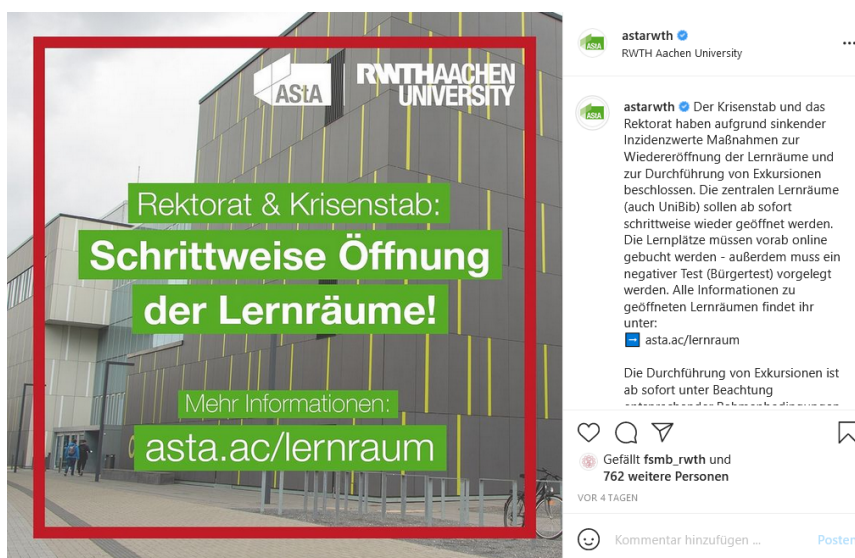 AStA
RWTHAACHEN
UNIVERSITY
Rektorat & Krisenstab:
Schrittweise Öffnung
der Lernräume!
Mehr Informationen:
asta.ac/lernraum
astarwth
RWTH Aachen University
AStA
astarwth Der Krisenstab und das
Rektorat haben aufgrund sinkender
Inzidenzwerte Maßnahmen zur
Wiedereröffnung der Lernräume und
zur Durchführung von Exkursionen
beschlossen. Die zentralen Lernräume
(auch UniBib) sollen ab sofort
schrittweise wieder geöffnet werden.
Die Lernplätze müssen vorab online
gebucht werden - außerdem muss ein
negativer Test (Bürgertest) vorgelegt
werden. Alle Informationen zu
geöffneten Lernräumen findet ihr
unter:
➡ asta.ac/lernraum
Die Durchführung von Exkursionen ist
ab sofort unter Beachtung
Gefällt fsmb_rwth und
762 weitere Personen
VOR 4 TAGEN
Kommentar hinzufügen ...
Posten